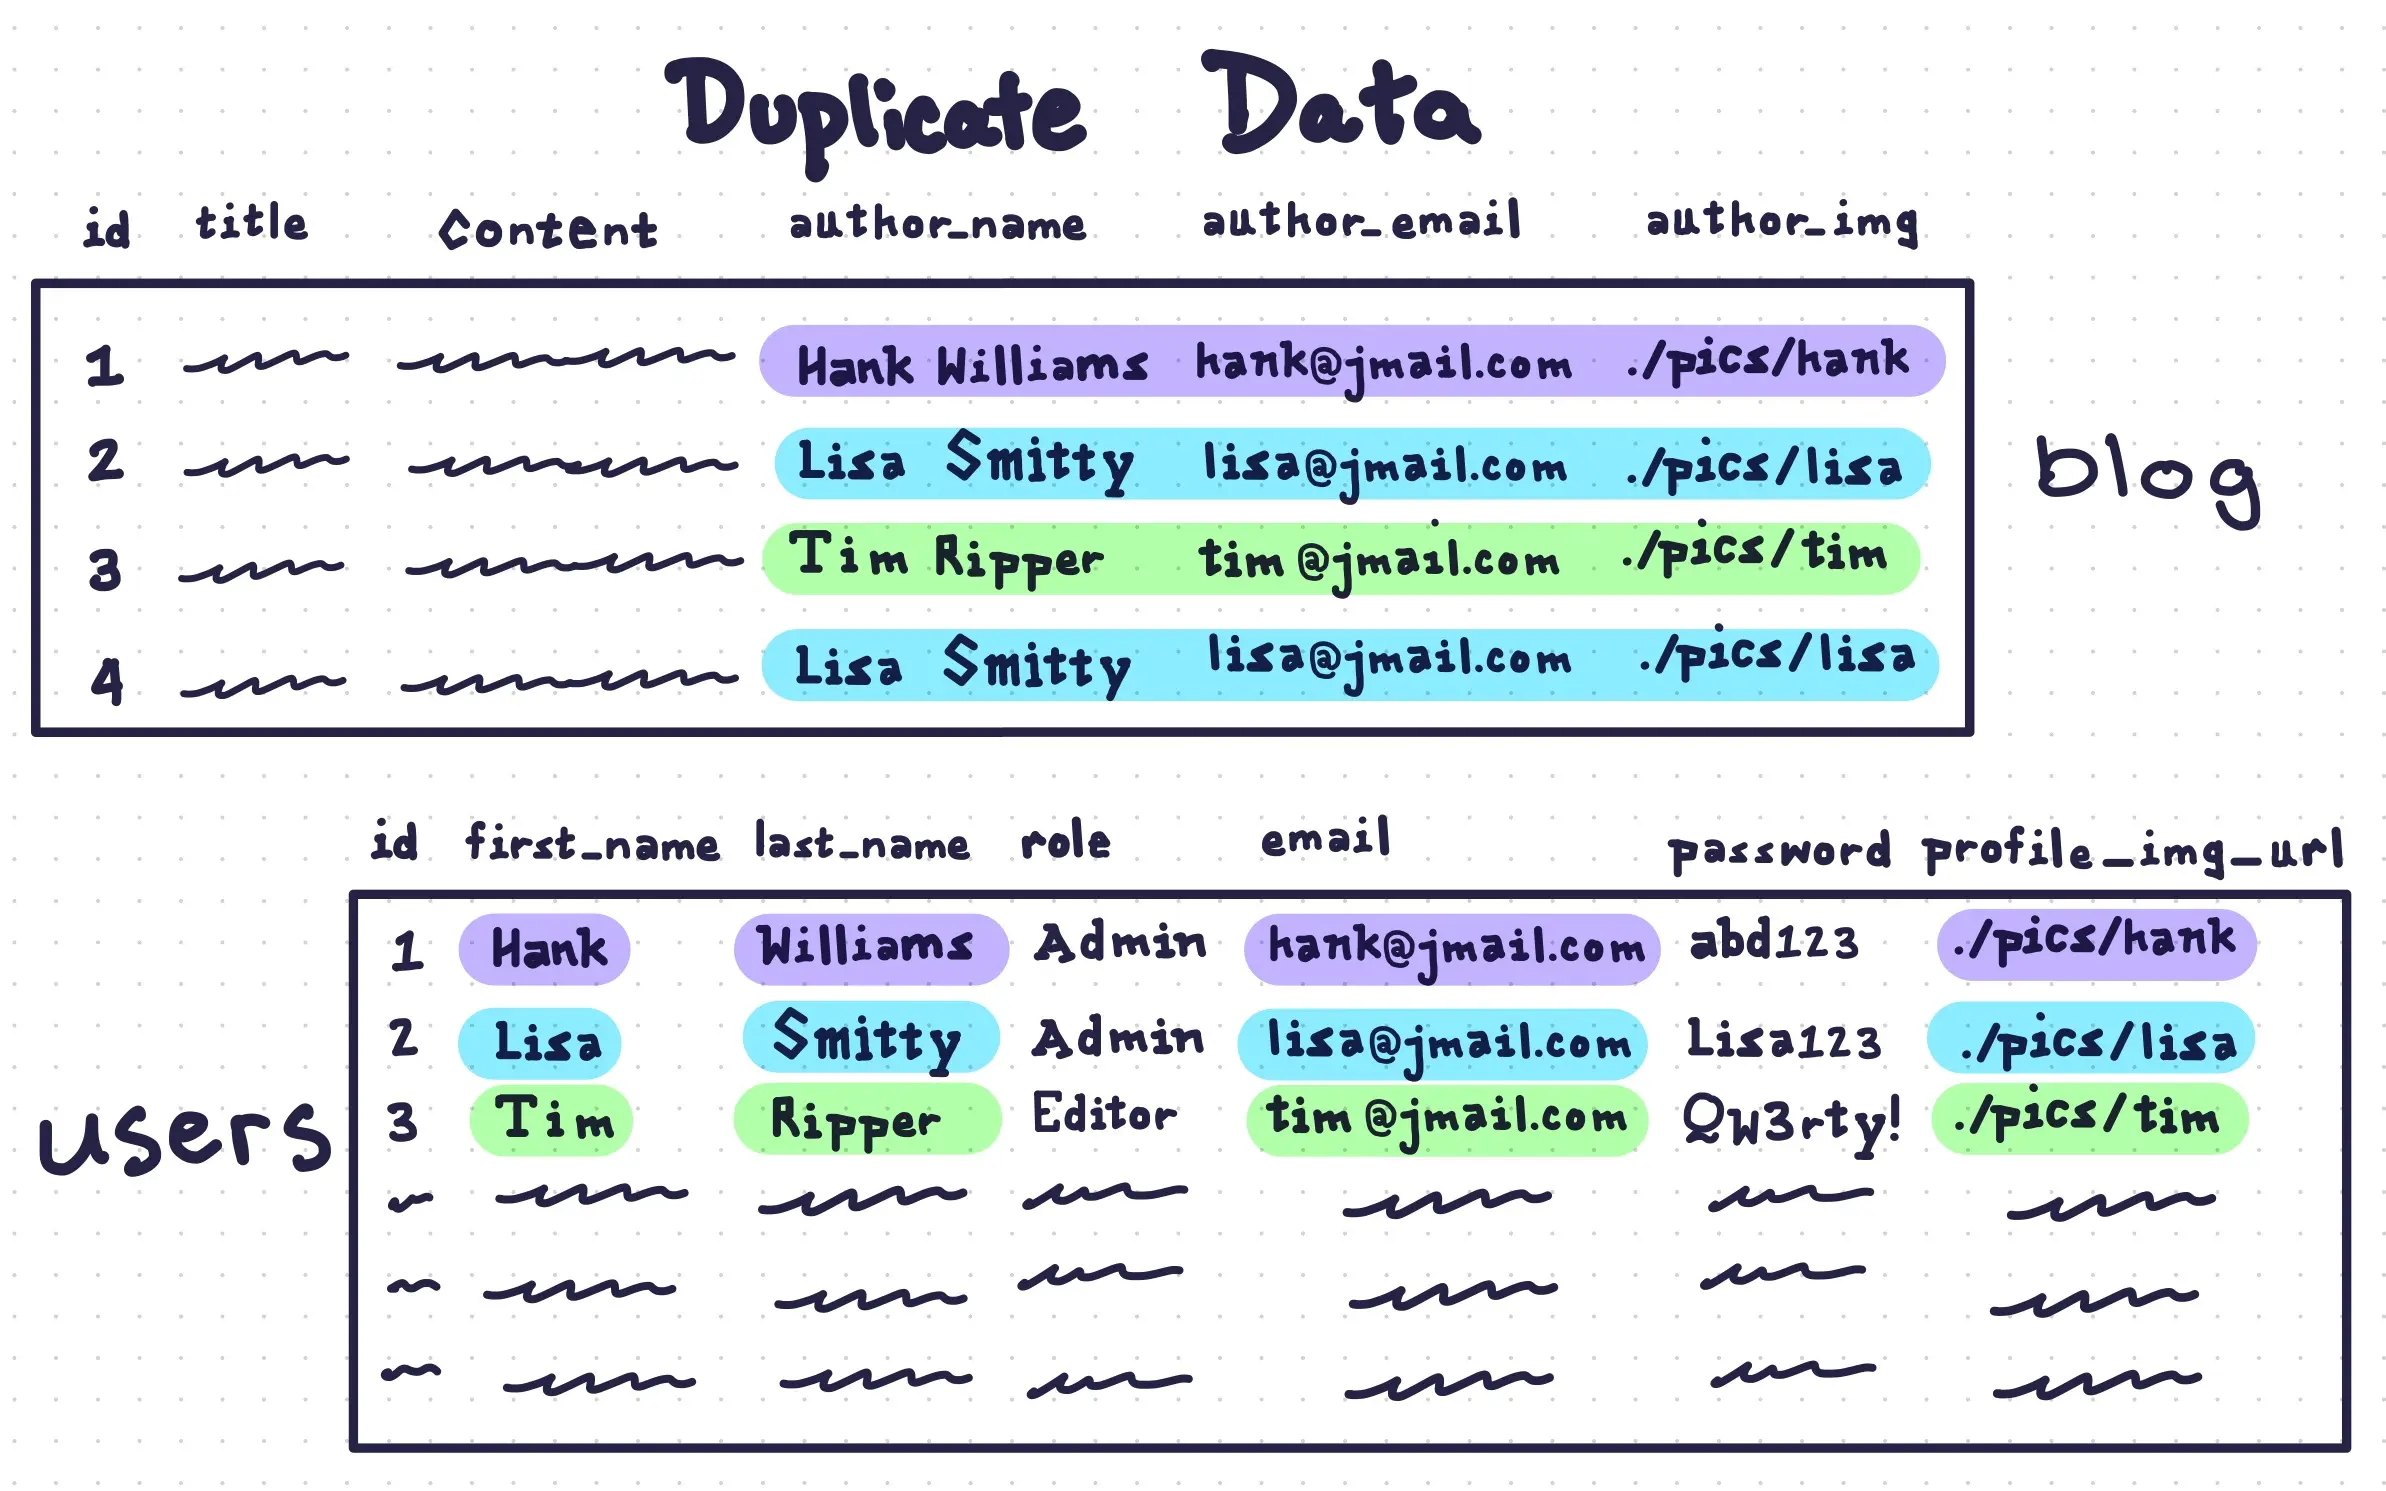 Duplicate Data
id title Content author_name author_email author_img
1 Hank Williams hank@jmail.com ./pics/hank
2 Lisa Smitty lisa@jmail.com ./pics/lisa
blog
3 Tim Ripper tim@jmail.com ./pics/tim
4 Lisa Smitty lisa@jmail.com ./pics/lisa
id first_name last_name role email password profile_img_url
1 Hank Williams Admin hank@jmail.com abd123 ./pics/hank
2 Lisa Smitty Admin lisa@jmail.com Lisa123 ./pics/lisa
users
3 Tim Ripper Editor tim@jmail.com QW3rty! ./pics/tim